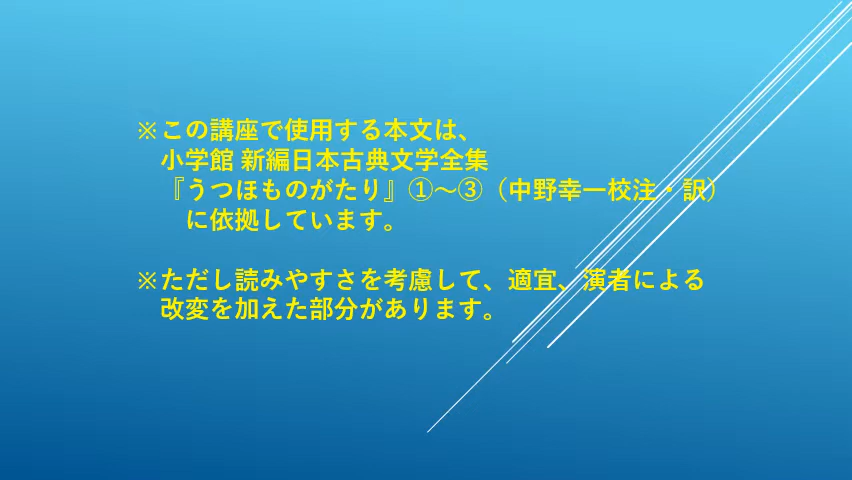 ※この講座で使用する本文は、
小学館 新編日本古典文学全集
『うつほものがたり』①～③（中野幸一校注・訳）
に依拠しています。
※ただし読みやすさを考慮して、適宜、演者による
改変を加えた部分があります。